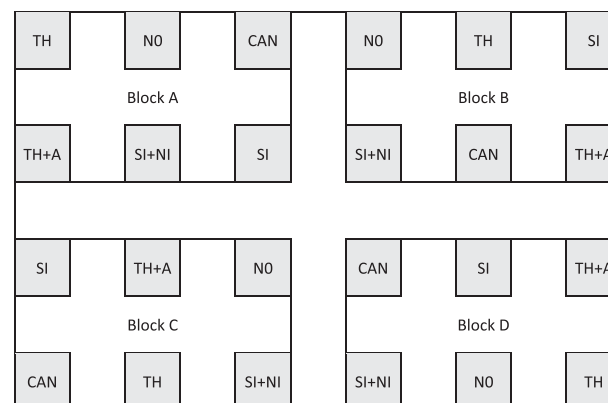 TH N0 CAN N0 TH SI
Block A Block B
TH+A SI+NI SI SI+NI CAN TH+A
SI TH+A N0 CAN SI TH+A
Block C Block D
CAN TH SI+NI SI+NI N0 TH